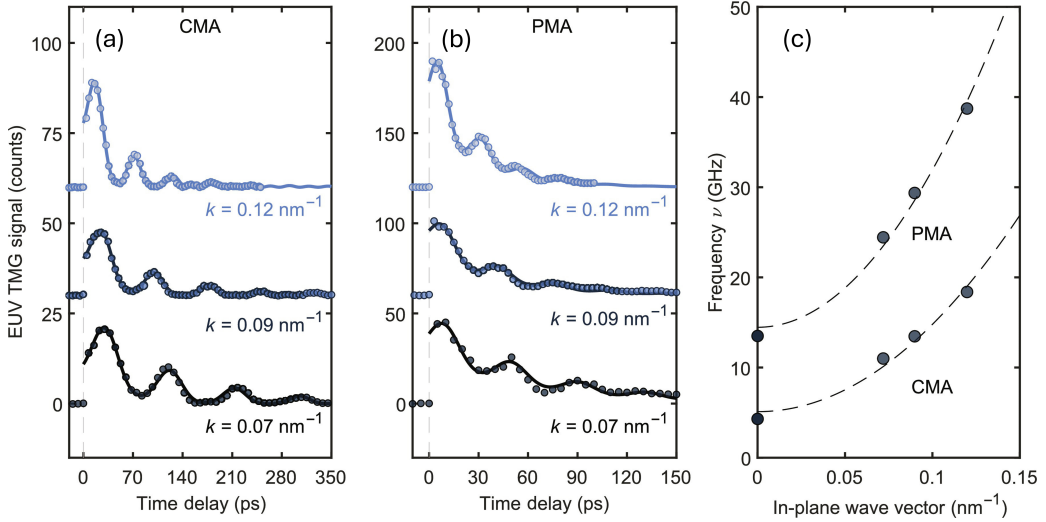 (a) CMA
EUV TMG signal (counts)
100
75
50
25
0
k = 0.12 nm⁻¹
k = 0.09 nm⁻¹
k = 0.07 nm⁻¹
0 70 140 210 280 350
Time delay (ps)
(b) PMA
200
150
100
50
0
k = 0.12 nm⁻¹
k = 0.09 nm⁻¹
k = 0.07 nm⁻¹
0 30 60 90 120 150
Time delay (ps)
(c)
Frequency ν (GHz)
50
40
30
20
10
0
PMA
CMA
0 0.05 0.1 0.15
In-plane wave vector (nm⁻¹)